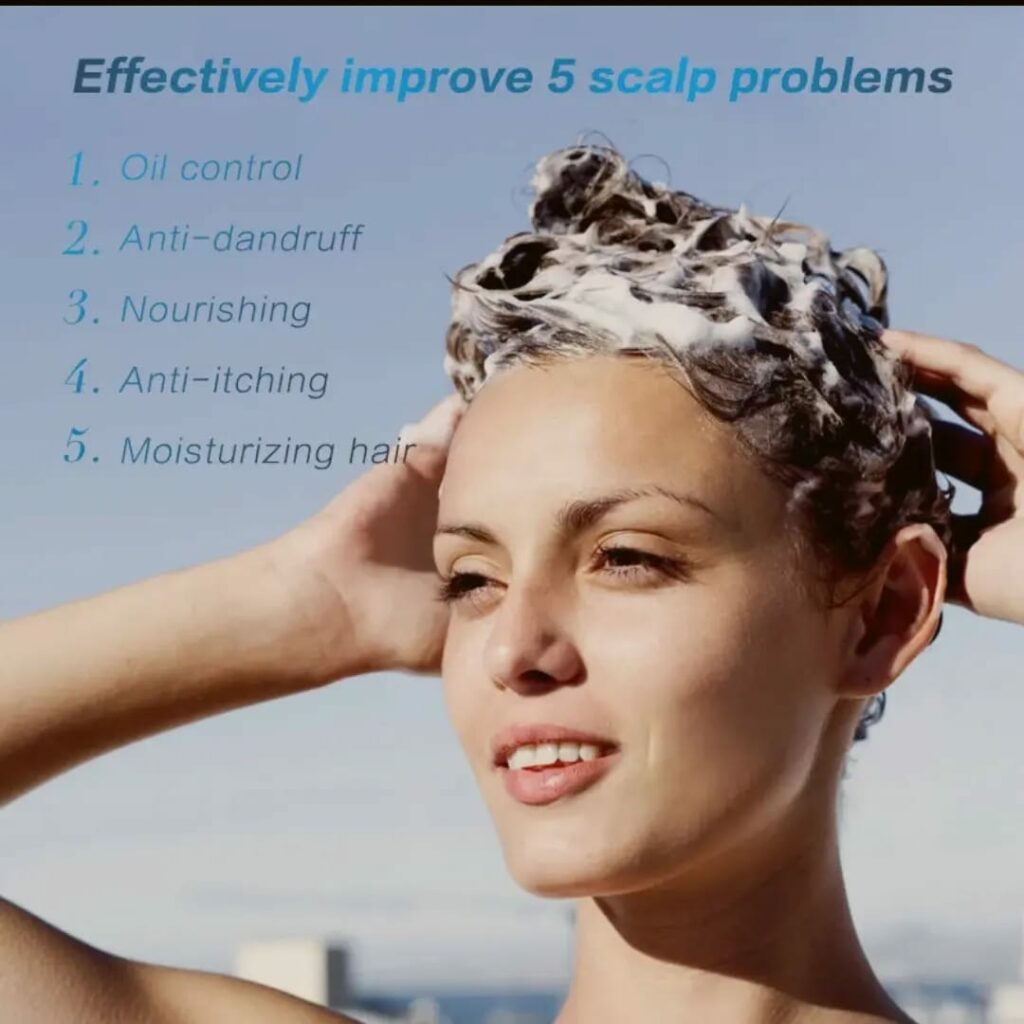 Effectively improve 5 scalp problems
1. Oil control
2. Anti-dandruff
3. Nourishing
4. Anti-itching
5. Moisturizing hair